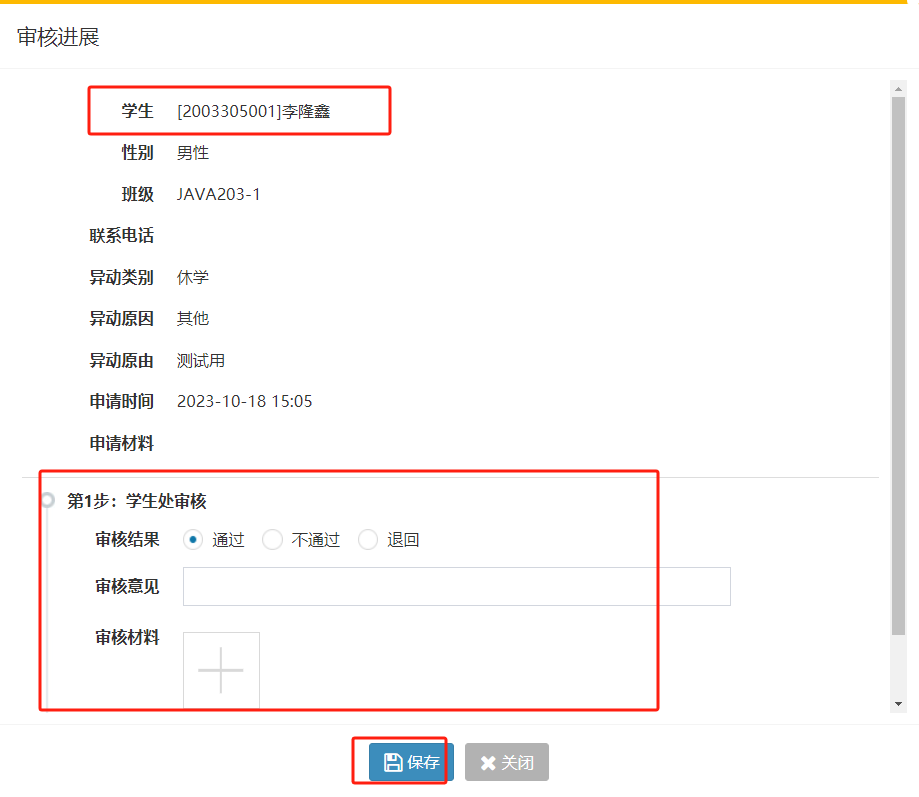 审核进展
学生 [2003305001]李隆鑫
性别 男性
班级 JAVA203-1
联系电话
异动类别 休学
异动原因 其他
异动原由 测试用
申请时间 2023-10-18 15:05
申请材料
第1步：学生处审核
审核结果 通过 不通过 退回
审核意见
审核材料
保存 关闭